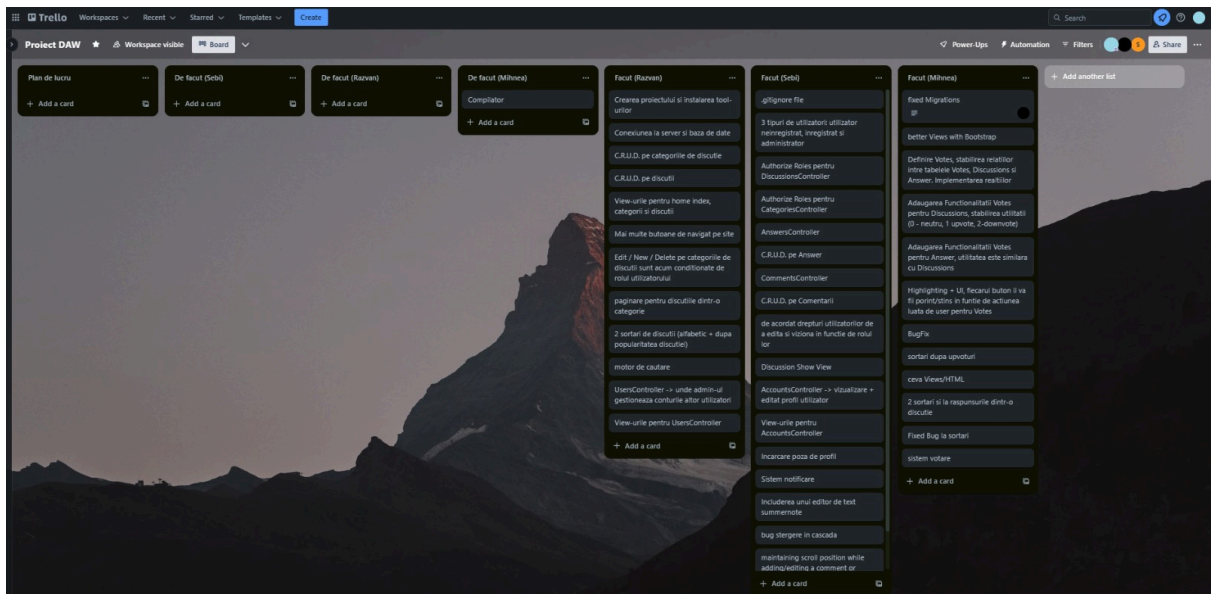 Trello
Workspaces
Recent
Starred
Templates
Create
Search
Proiect DAW
Workspace visible
Board
Power-Ups
Automation
Filters
S
Share
Plan de lucru
+ Add a card
De facut (Sebi)
+ Add a card
De facut (Razvan)
+ Add a card
De facut (Mihnea)
Compilator
+ Add a card
Facut (Razvan)
Crearea proiectului si instalarea tool-
urilor
Conexiunea la server si baza de date
C.R.U.D. pe categoriile de discutie
C.R.U.D. pe discutii
View-urile pentru home index,
categorii si discutii
Mai multe butoane de navigat pe site
Edit / New / Delete pe categoriile de
discutii sunt acum conditionate de
rolul utilizatorului
paginare pentru discutiile dintr-o
categorie
2 sortari de discutii (alfabetic + dupa
popularitatea discutiei)
motor de cautare
UsersController -> unde admin-ul
gestioneaza conturile altor utilizatori
View-urile pentru UsersController
+ Add a card
Facut (Sebi)
.gitignore file
3 tipuri de utilizatorii utilizator
neinregistrat, inregistrat si
administrator
Authorize Roles pentru
DiscussionsController
Authorize Roles pentru
CategoriesController
AnswersController
C.R.U.D. pe Answer
CommentsController
C.R.U.D. pe Comentarii
de acordat drepturi utilizatorilor de
a edita si viziona in functie de rolul
lor
Discussion Show View
AccountsController -> vizualizare +
editat profil utilizator
View-urile pentru
AccountsController
Incarcare poza de profil
Sistem notificare
Includerea unui editor de text
summernote
bug stergere in cascada
maintaining scroll position while
adding/editing a comment or
+ Add a card
Facut (Mihnea)
fixed Migrations
better Views with Bootstrap
Definire Votes, stabilirea relatiilor
intre tabelele Votes, Discussions si
Answer. Implementarea realtiilor
Adaugarea Functionalitatii Votes
pentru Discussions, stabilirea utilitatii
(0 - neutru, 1 upvote, 2-downvote)
Adaugarea Functionalitatii Votes
pentru Answer, utilitatea este similara
cu Discussions
Highlighting + UI, fiecarui buton ii va
fii porint/stins in funtie de actiunea
luata de user pentru Votes
BugFix
sortari dupa upvoturi
ceva Views/HTML
2 sortari si la raspunsurile dintr-o
discutie
Fixed Bug la sortari
sistem votare
+ Add a card
+ Add another list